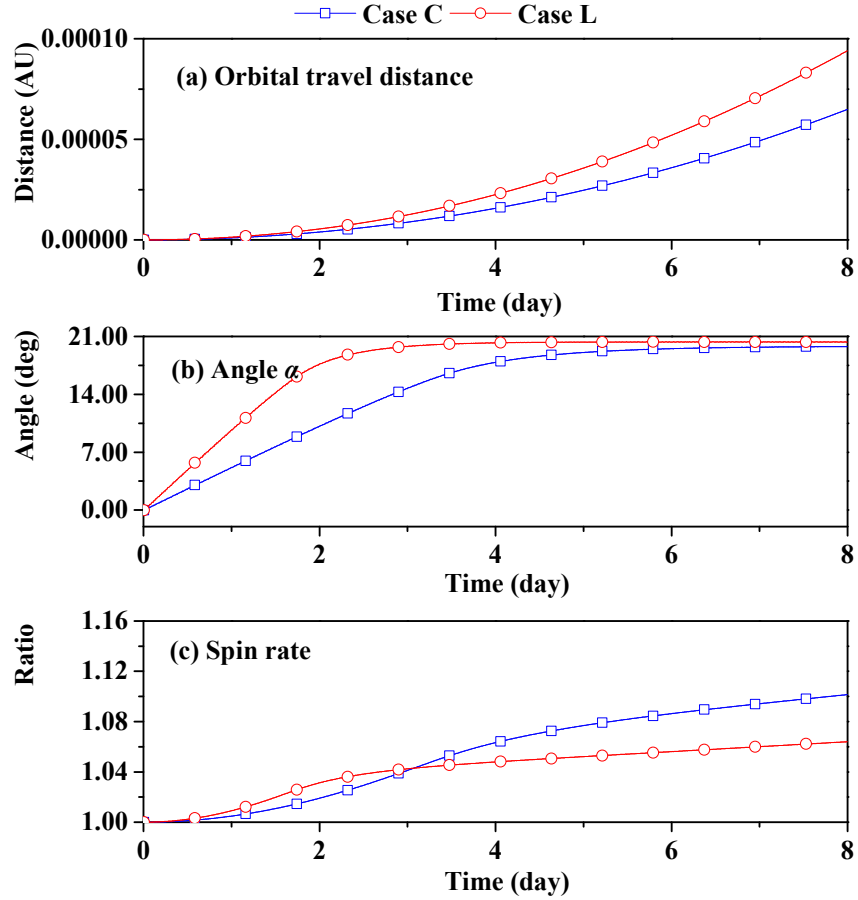 Case C Case L
0.00010
(a) Orbital travel distance
0.00005
0.00000
Distance (AU)
0 2 4 6 8
Time (day)
21.00
(b) Angle α
14.00
7.00
0.00
Angle (deg)
0 2 4 6 8
Time (day)
1.16
(c) Spin rate
1.12
1.08
1.04
1.00
Ratio
0 2 4 6 8
Time (day)